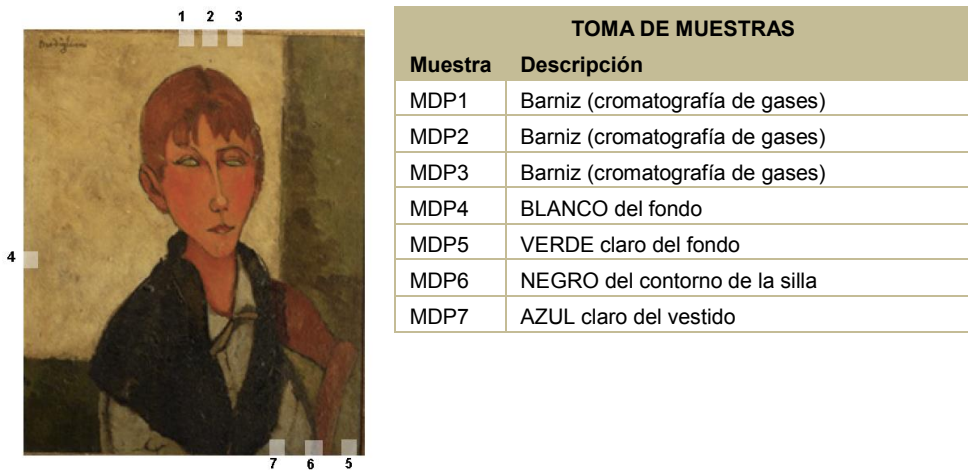 1 2 3
Modigliani
4
7 6 5
TOMA DE MUESTRAS
Muestra Descripción
MDP1 Barniz (cromatografía de gases)
MDP2 Barniz (cromatografía de gases)
MDP3 Barniz (cromatografía de gases)
MDP4 BLANCO del fondo
MDP5 VERDE claro del fondo
MDP6 NEGRO del contorno de la silla
MDP7 AZUL claro del vestido